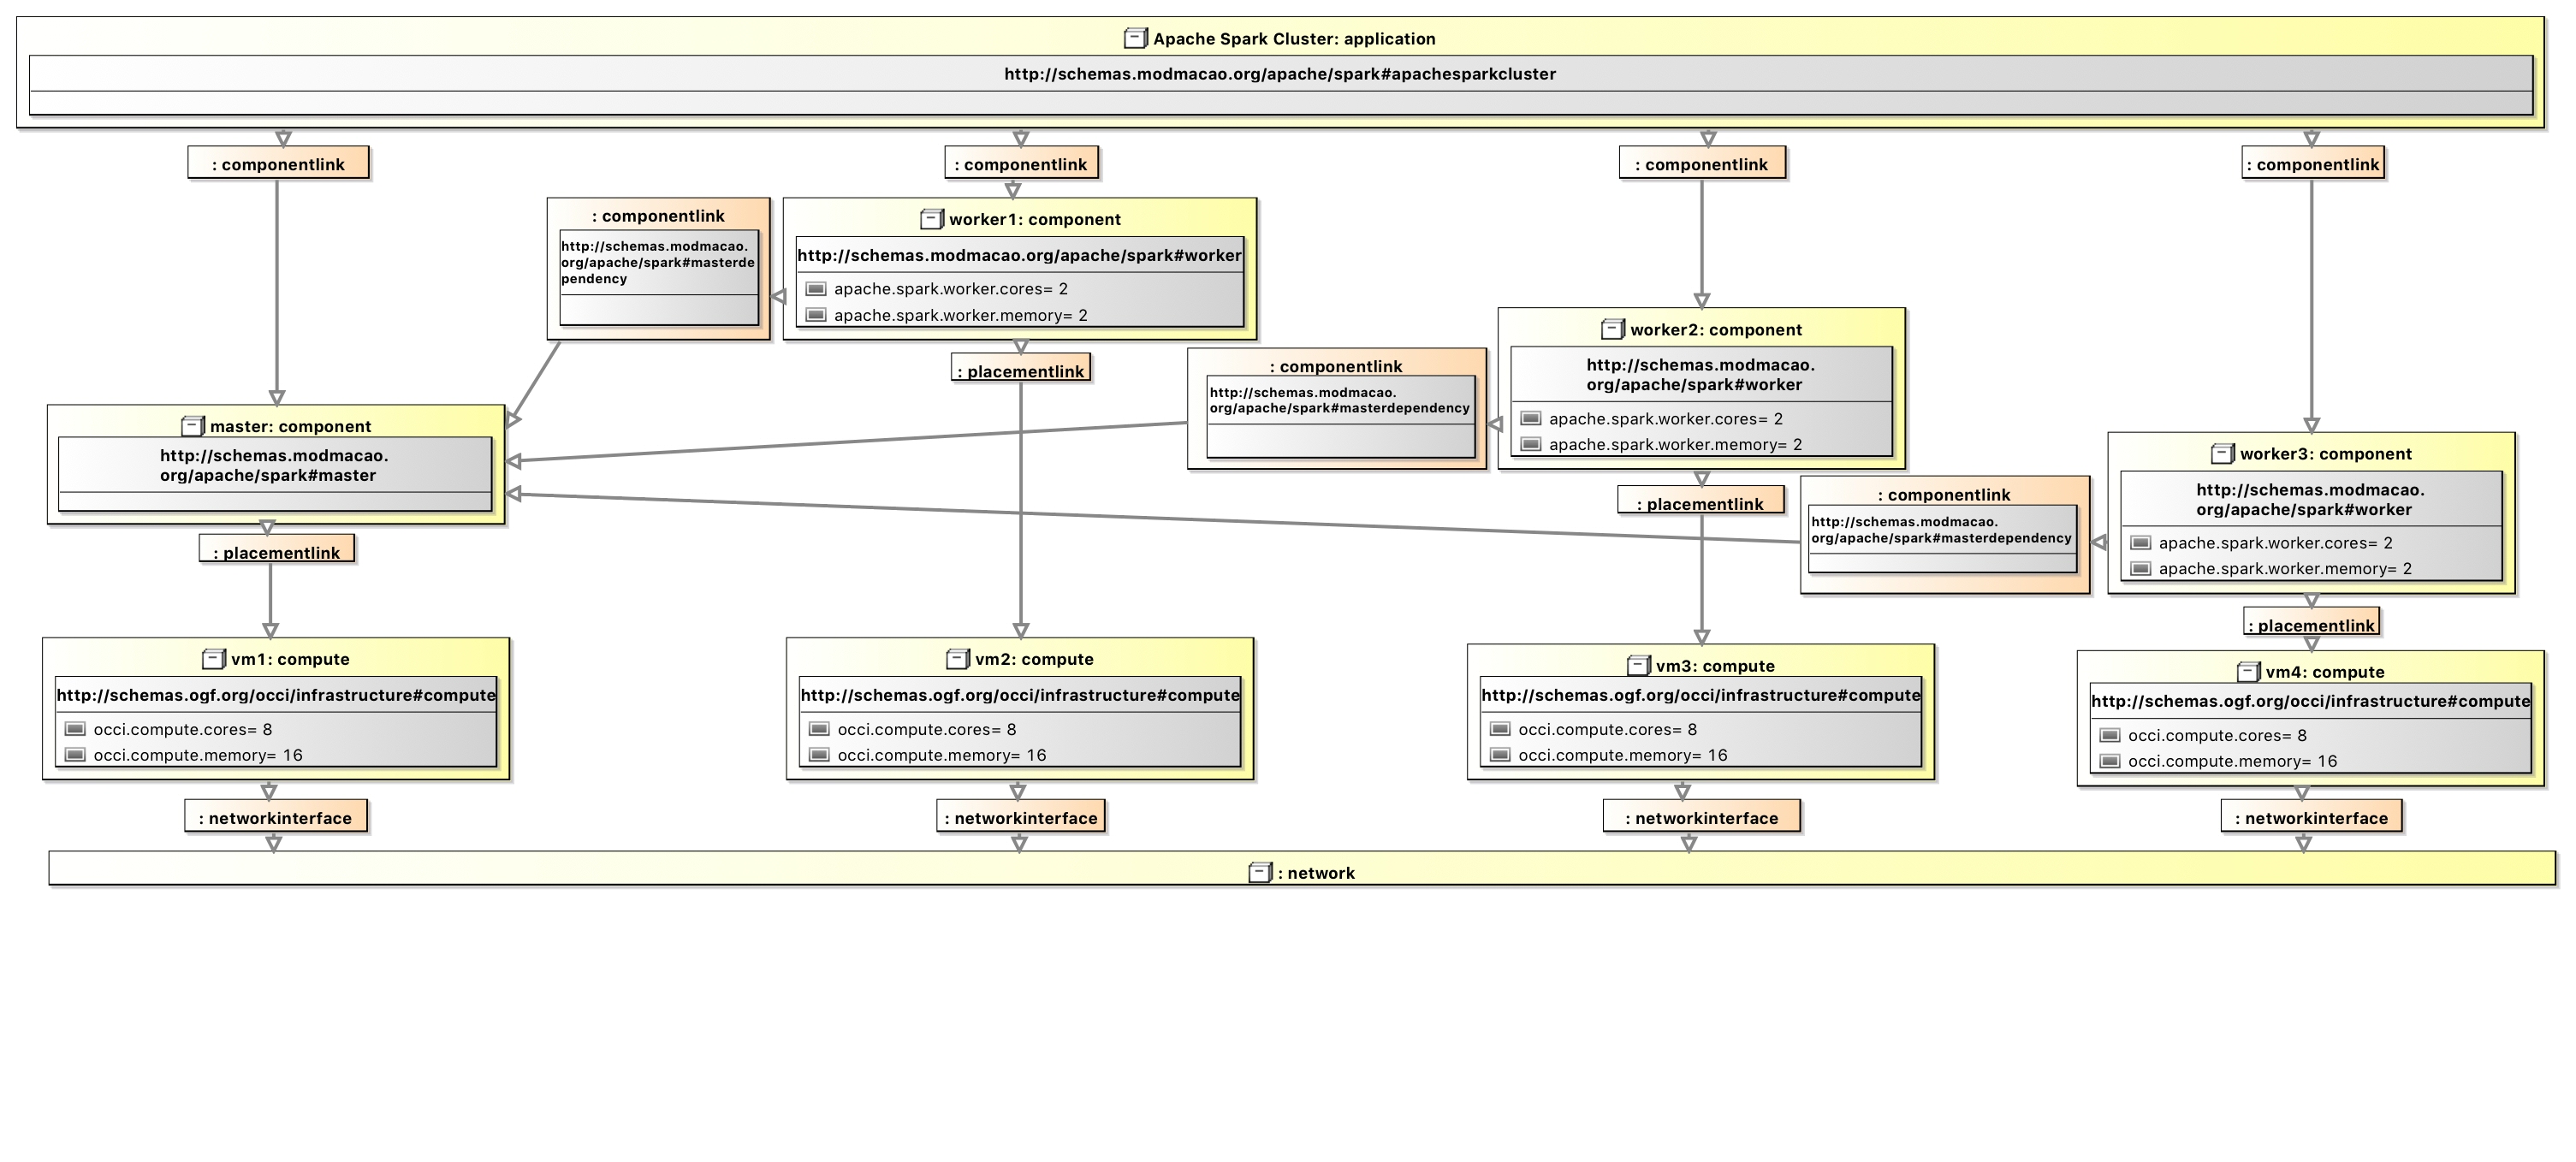 Apache Spark Cluster: application
http://schemas.modmacao.org/apache/spark#apachesparkcluster
: componentlink
: componentlink
: componentlink
: componentlink
: componentlink
http://schemas.modmacao.
org/apache/spark#masterde
pendency
worker1: component
http://schemas.modmacao.org/apache/spark#worker
apache.spark.worker.cores= 2
apache.spark.worker.memory= 2
: placementlink
: componentlink
http://schemas.modmacao.
org/apache/spark#masterdependency
worker2: component
http://schemas.modmacao.
org/apache/spark#worker
apache.spark.worker.cores= 2
apache.spark.worker.memory= 2
: placementlink
master: component
http://schemas.modmacao.
org/apache/spark#master
: placementlink
: componentlink
http://schemas.modmacao.
org/apache/spark#masterdependency
worker3: component
http://schemas.modmacao.
org/apache/spark#worker
apache.spark.worker.cores= 2
apache.spark.worker.memory= 2
: placementlink
vm1: compute
http://schemas.ogf.org/occi/infrastructure#compute
occi.compute.cores= 8
occi.compute.memory= 16
vm2: compute
http://schemas.ogf.org/occi/infrastructure#compute
occi.compute.cores= 8
occi.compute.memory= 16
vm3: compute
http://schemas.ogf.org/occi/infrastructure#compute
occi.compute.cores= 8
occi.compute.memory= 16
vm4: compute
http://schemas.ogf.org/occi/infrastructure#compute
occi.compute.cores= 8
occi.compute.memory= 16
: networkinterface
: networkinterface
: networkinterface
: networkinterface
: network